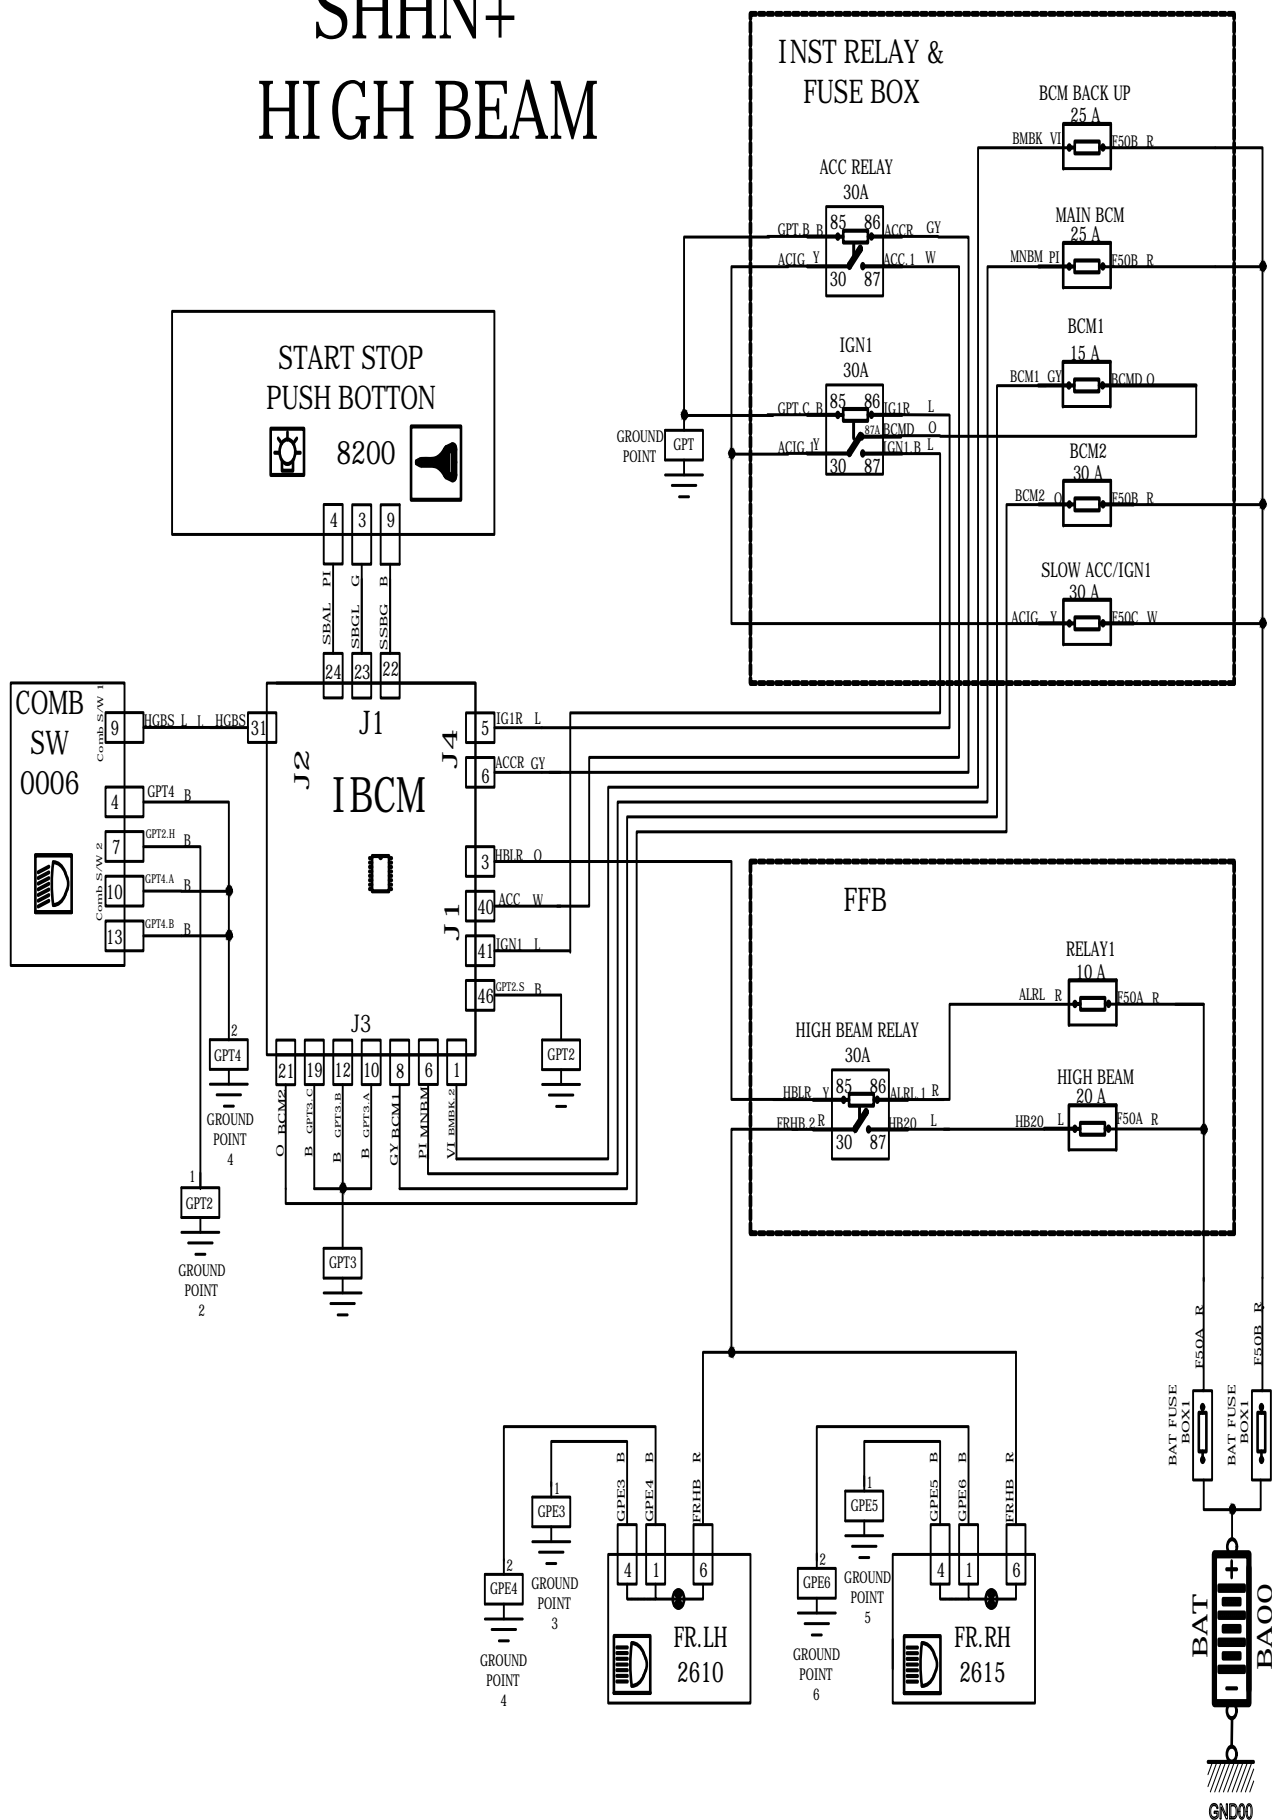 SHHN+
HIGH BEAM
INST RELAY &
FUSE BOX
BCM BACK UP
25 A
BMBK VI
F50B R
ACC RELAY
30A
85 86
GPT.B B
ACCR GY
ACIG Y
ACC.1 W
30 87
MAIN BCM
25 A
MNBM PI
F50B R
IGN1
30A
85 86
GPT.C B
IG1R L
87A
BCMD O
ACIG.1Y
IGN1.B L
30 87
BCM1
15 A
BCM1 GY
BCMD O
GROUND
POINT
GPT
BCM2
30 A
BCM2 O
F50B R
SLOW ACC/IGN1
30 A
ACIG Y
F50C W
START STOP
PUSH BOTTON
8200
4 3 9
SBAL PI
SBGL G
SSBG B
24 23 22
COMB
SW
0006
Comb S/W 1
9
HGBS L L HGBS
31
4
GPT4 B
Comb S/W 2
7
GPT2.H B
10
GPT4.A B
13
GPT4.B B
J1
J2
J4
IBCM
5
IG1R L
6
ACCR GY
3
HBLR O
J1
40
ACC W
41
IGN1 L
46
GPT2.S B
GPT2
J3
21 19 12 10 8 6 1
O BCM2
B GPT3.C
B GPT3.B
B GPT3.A
GY BCM1
PI MNBM
VI BMBK.2
2
GPT4
GROUND
POINT
4
1
GPT2
GROUND
POINT
2
GPT3
FFB
RELAY1
10 A
ALRL R
F50A R
HIGH BEAM RELAY
30A
85 86
HBLR Y
ALRL.1 R
FRHB.2 R
HB20 L
30 87
HIGH BEAM
20 A
HB20 L
F50A R
F50A R
F50B R
BAT FUSE
BOX1
BAT FUSE
BOX1
GPE3 B
GPE4 B
FRHB R
1
GPE3
GROUND
POINT
3
2
GPE4
GROUND
POINT
4
4 1 6
FR.LH
2610
GPE5 B
GPE6 B
FRHB R
1
GPE5
GROUND
POINT
5
2
GPE6
GROUND
POINT
6
4 1 6
FR.RH
2615
+
-
BAT
BA00
GND00